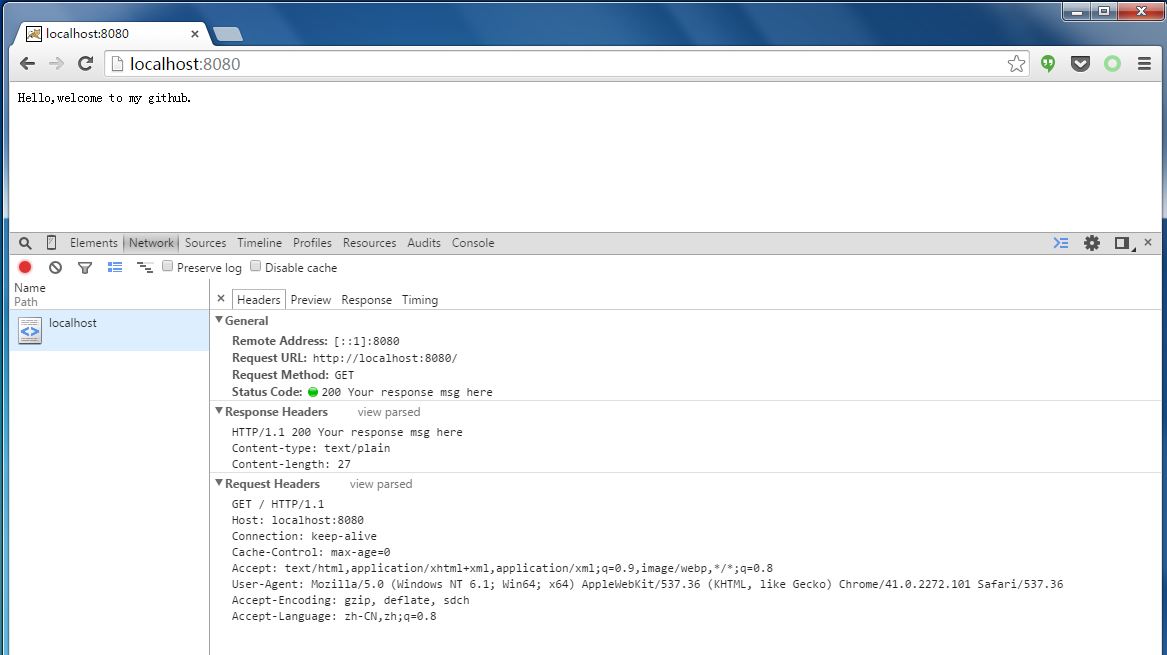 localhost:8080
localhost:8080
Hello,welcome to my github.
Elements Network Sources Timeline Profiles Resources Audits Console
Preserve log Disable cache
Name
Path
localhost
Headers Preview Response Timing
General
Remote Address: [::1]:8080
Request URL: http://localhost:8080/
Request Method: GET
Status Code: 200 Your response msg here
Response Headers view parsed
HTTP/1.1 200 Your response msg here
Content-type: text/plain
Content-length: 27
Request Headers view parsed
GET / HTTP/1.1
Host: localhost:8080
Connection: keep-alive
Cache-Control: max-age=0
Accept: text/html,application/xhtml+xml,application/xml;q=0.9,image/webp,*/*;q=0.8
User-Agent: Mozilla/5.0 (Windows NT 6.1; Win64; x64) AppleWebKit/537.36 (KHTML, like Gecko) Chrome/41.0.2272.101 Safari/537.36
Accept-Encoding: gzip, deflate, sdch
Accept-Language: zh-CN,zh;q=0.8